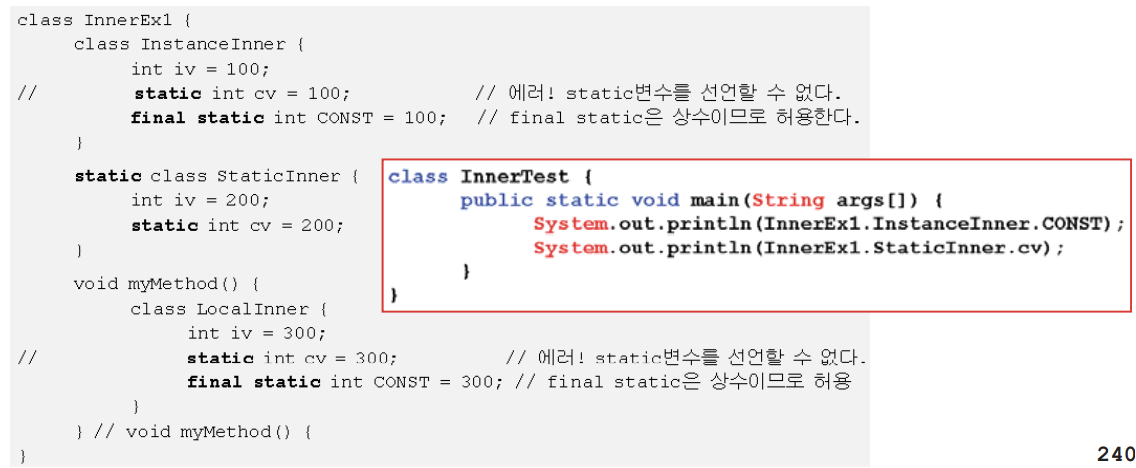 class InnerEx1 {
class InstanceInner {
int iv = 100;
// static int cv = 100; // 에러! static변수를 선언할 수 없다.
final static int CONST = 100; // final static은 상수이므로 허용한다.
}
static class StaticInner {
int iv = 200;
static int cv = 200;
}
void myMethod() {
class LocalInner {
int iv = 300;
// static int cv = 300; // 에러! static변수를 선언할 수 없다.
final static int CONST = 300; // final static은 상수이므로 허용
}
} // void myMethod() {
}
class InnerTest {
public static void main(String args[]) {
System.out.println(InnerEx1.InstanceInner.CONST);
System.out.println(InnerEx1.StaticInner.cv);
}
}
240